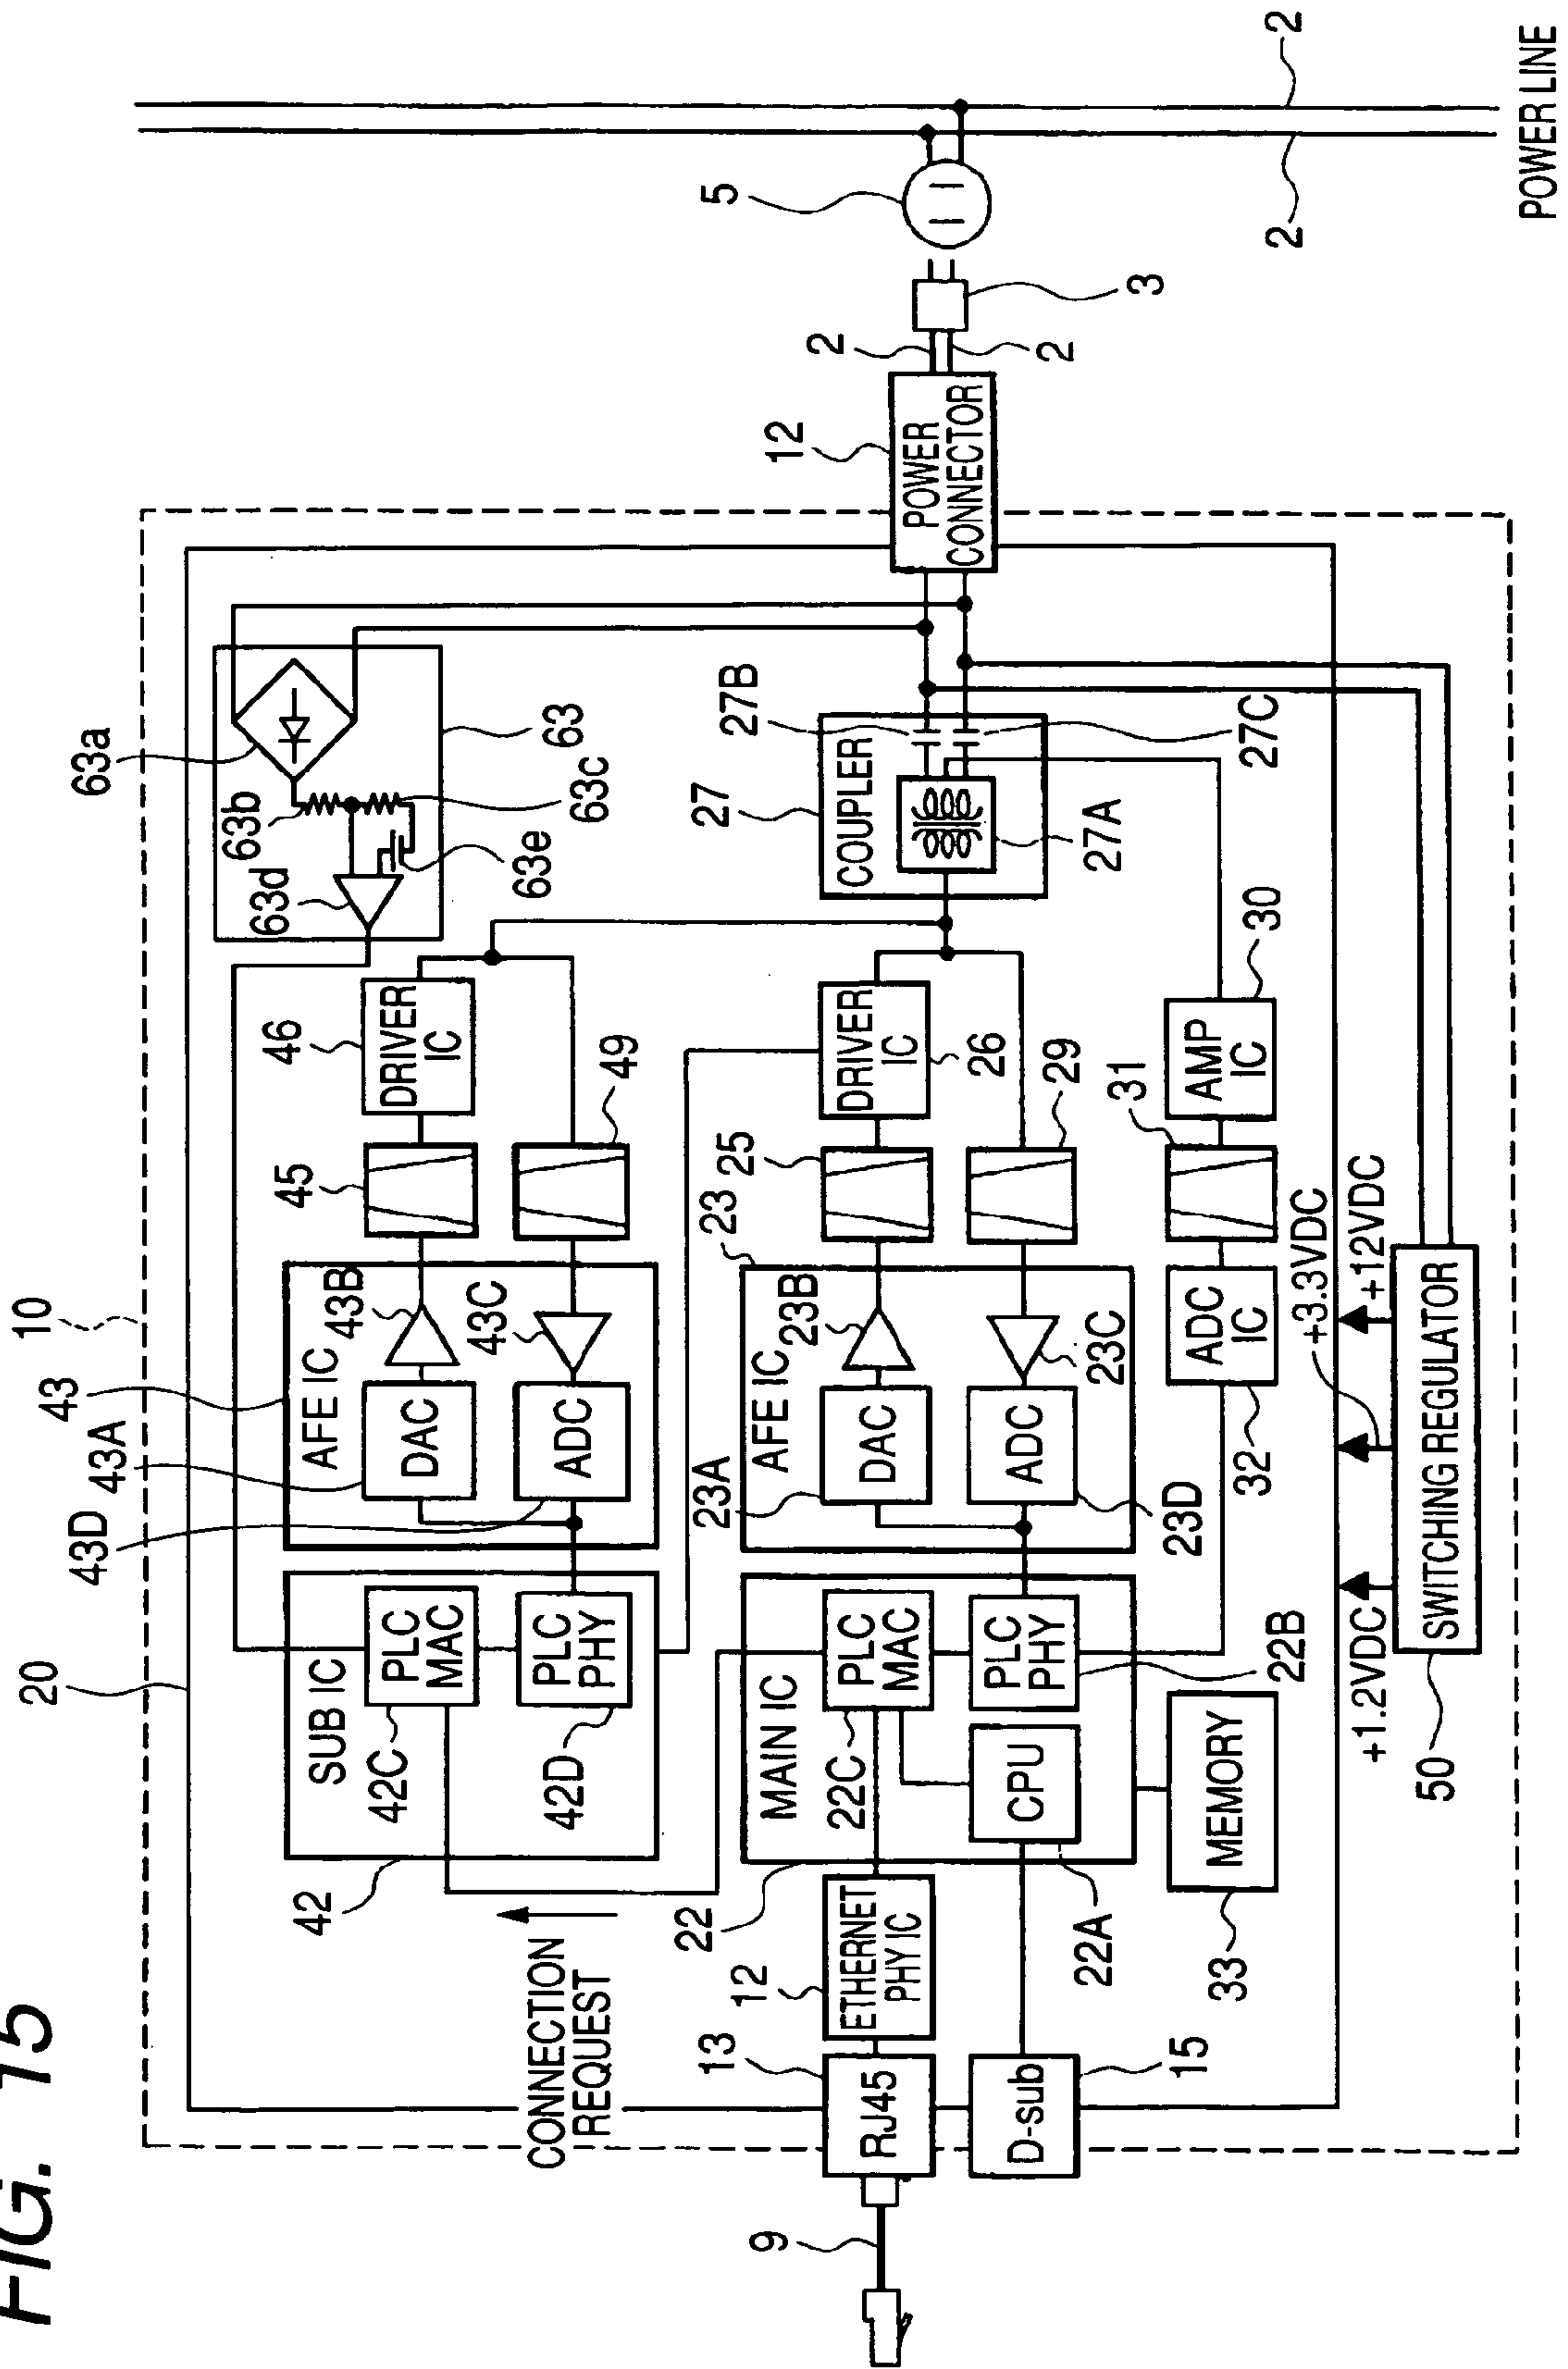 FIG. 15
10
20
43
43A
43D
63a
63b
63c
63d
63e
63
SUB IC
PLC MAC
PLC PHY
42C
42D
42
AFE IC
DAC
ADC
43B
43C
45
49
46
DRIVER IC
CONNECTION REQUEST
9
RJ45
13
ETHERNET PHY IC
12
D-sub
15
22
MAIN IC
PLC MAC
22C
PLC PHY
22B
CPU
22A
MEMORY
33
23
AFE IC
23A
DAC
ADC
23B
23C
23D
25
29
DRIVER IC
26
ADC IC
32
31
AMP IC
30
27
COUPLER
27A
27B
27C
POWER CONNECTOR
12
2
2
3
5
2
2
POWER LINE
+1.2VDC
+3.3VDC
+12VDC
SWITCHING REGULATOR
50